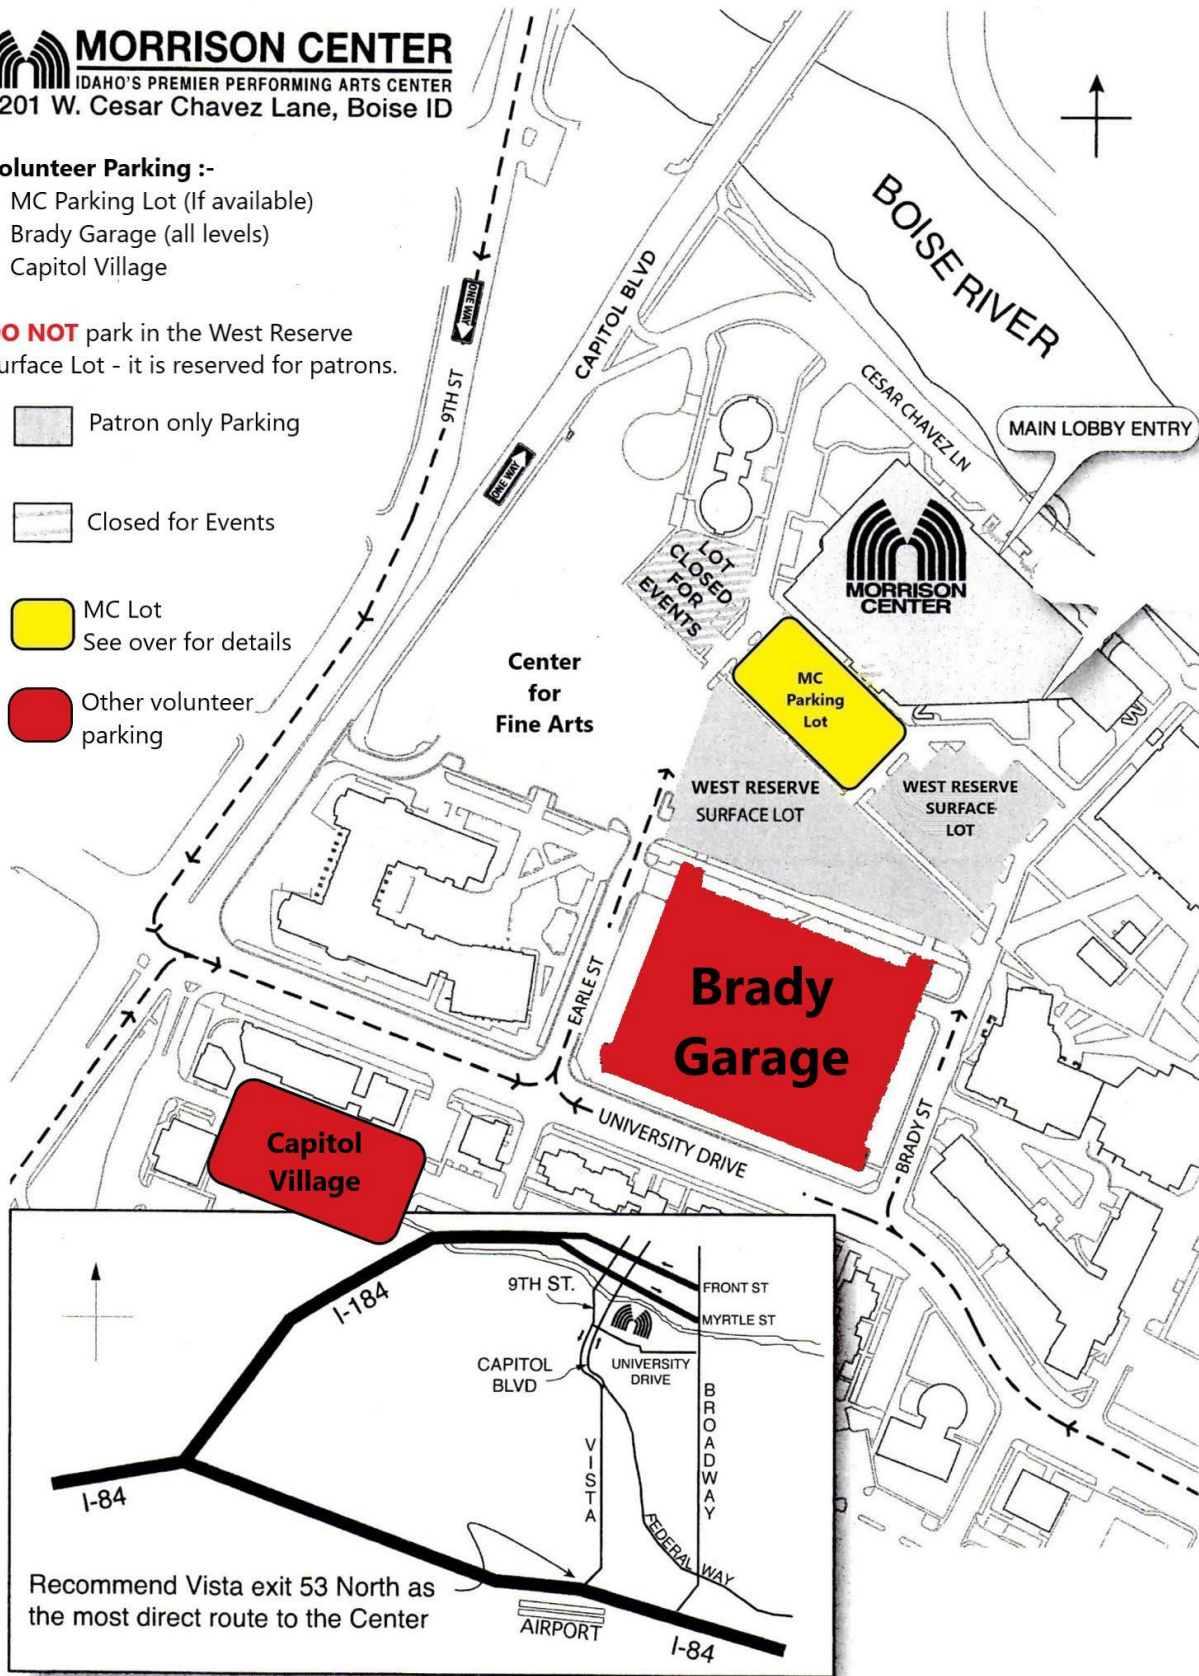 MORRISON CENTER
IDAHO'S PREMIER PERFORMING ARTS CENTER
201 W. Cesar Chavez Lane, Boise ID
olunteer Parking :-
MC Parking Lot (If available)
Brady Garage (all levels)
Capitol Village
O NOT park in the West Reserve
urface Lot - it is reserved for patrons.
Patron only Parking
Closed for Events
MC Lot
See over for details
Other volunteer
parking
ONE WAY
9TH ST
CAPITOL BLVD
ONE WAY
BOISE RIVER
CESAR CHAVEZ LN
MAIN LOBBY ENTRY
MORRISON
CENTER
LOT
CLOSED
FOR
EVENTS
Center
for
Fine Arts
MC
Parking
Lot
WEST RESERVE
SURFACE LOT
WEST RESERVE
SURFACE
LOT
EARLE ST
Brady
Garage
BRADY ST
UNIVERSITY DRIVE
Capitol
Village
I-184
9TH ST.
FRONT ST
MYRTLE ST
CAPITOL
BLVD
UNIVERSITY
DRIVE
BROADWAY
VISTA
FEDERAL WAY
I-84
Recommend Vista exit 53 North as
the most direct route to the Center
AIRPORT
I-84